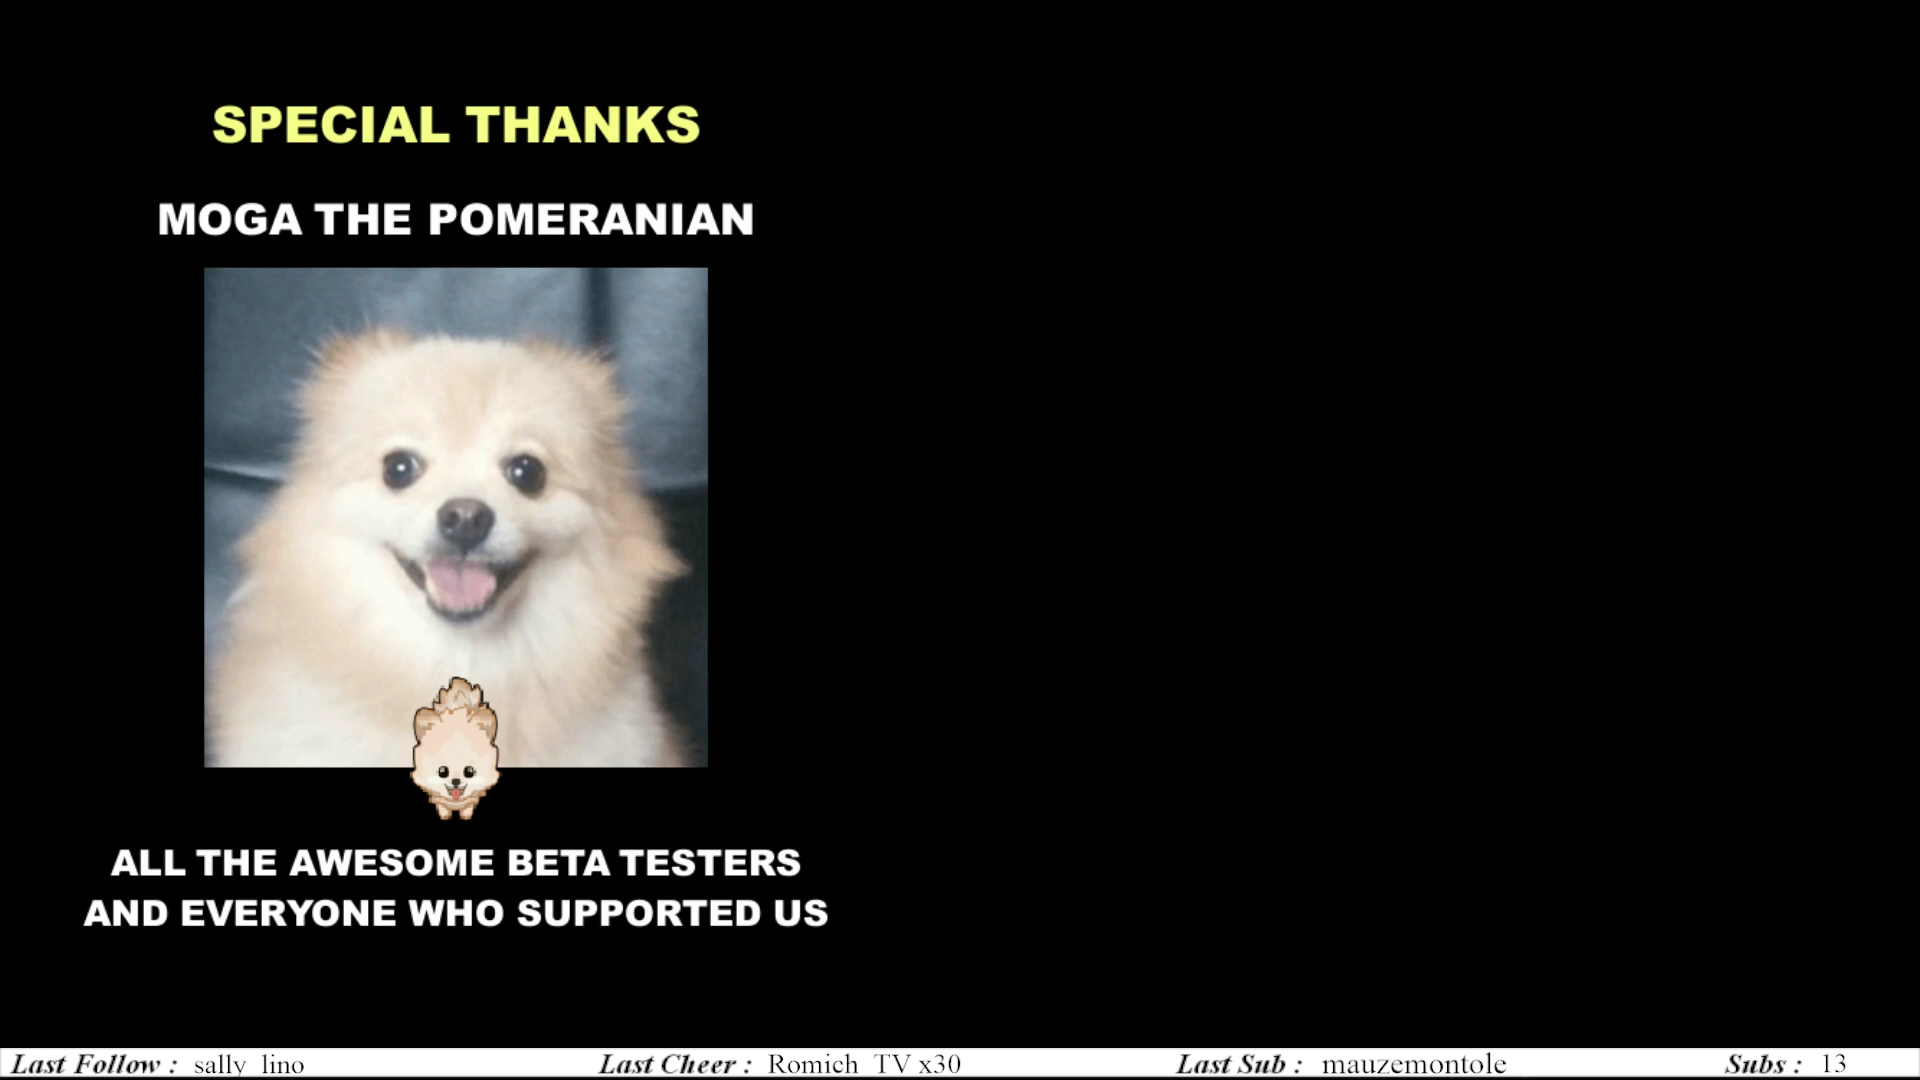 SPECIAL THANKS
MOGA THE POMERANIAN
ALL THE AWESOME BETA TESTERS
AND EVERYONE WHO SUPPORTED US
Last Follow : sally_lino Last Cheer : Romich_TV x30 Last Sub : mauzemontole Subs : 13